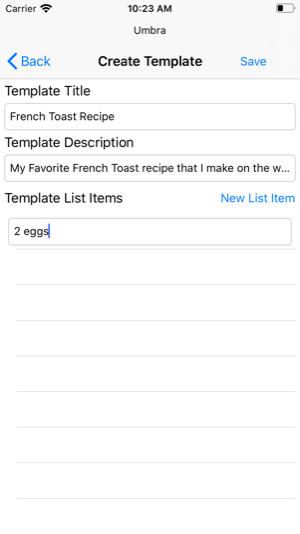 Carrier 10:23 AM
Umbra
Back Create Template Save
Template Title
French Toast Recipe
Template Description
My Favorite French Toast recipe that I make on the w...
Template List Items New List Item
2 eggs